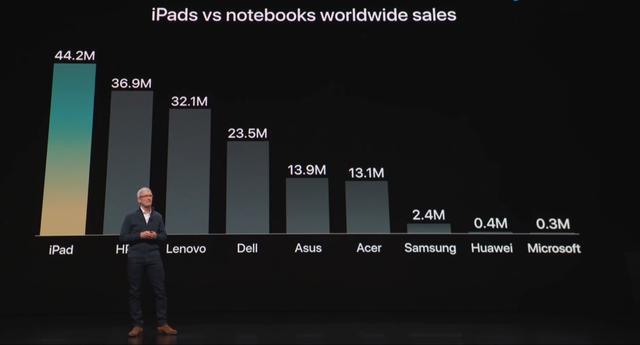 iPads vs notebooks worldwide sales
44.2M
36.9M
32.1M
23.5M
13.9M
13.1M
2.4M
0.4M
0.3M
iPad
HP
Lenovo
Dell
Asus
Acer
Samsung
Huawei
Microsoft